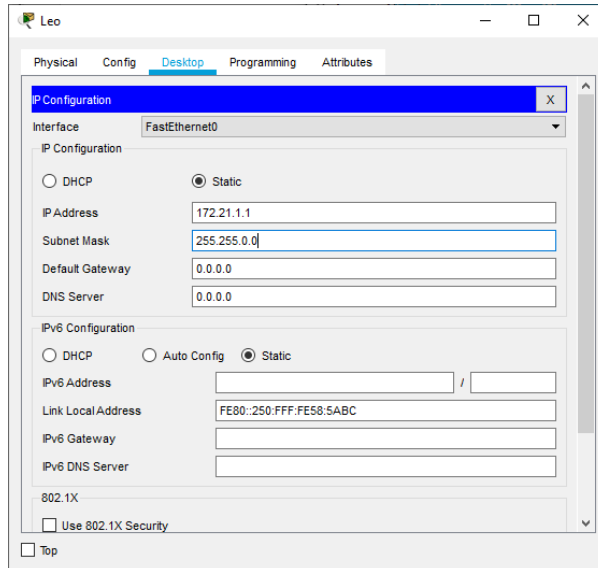 Leo
Physical Config Desktop Programming Attributes
IP Configuration X
Interface FastEthernet0
IP Configuration
DHCP Static
IP Address 172.21.1.1
Subnet Mask 255.255.0.0
Default Gateway 0.0.0.0
DNS Server 0.0.0.0
IPv6 Configuration
DHCP Auto Config Static
IPv6 Address /
Link Local Address FE80::250:FFF:FE58:5ABC
IPv6 Gateway
IPv6 DNS Server
802.1X
Use 802.1X Security
Top